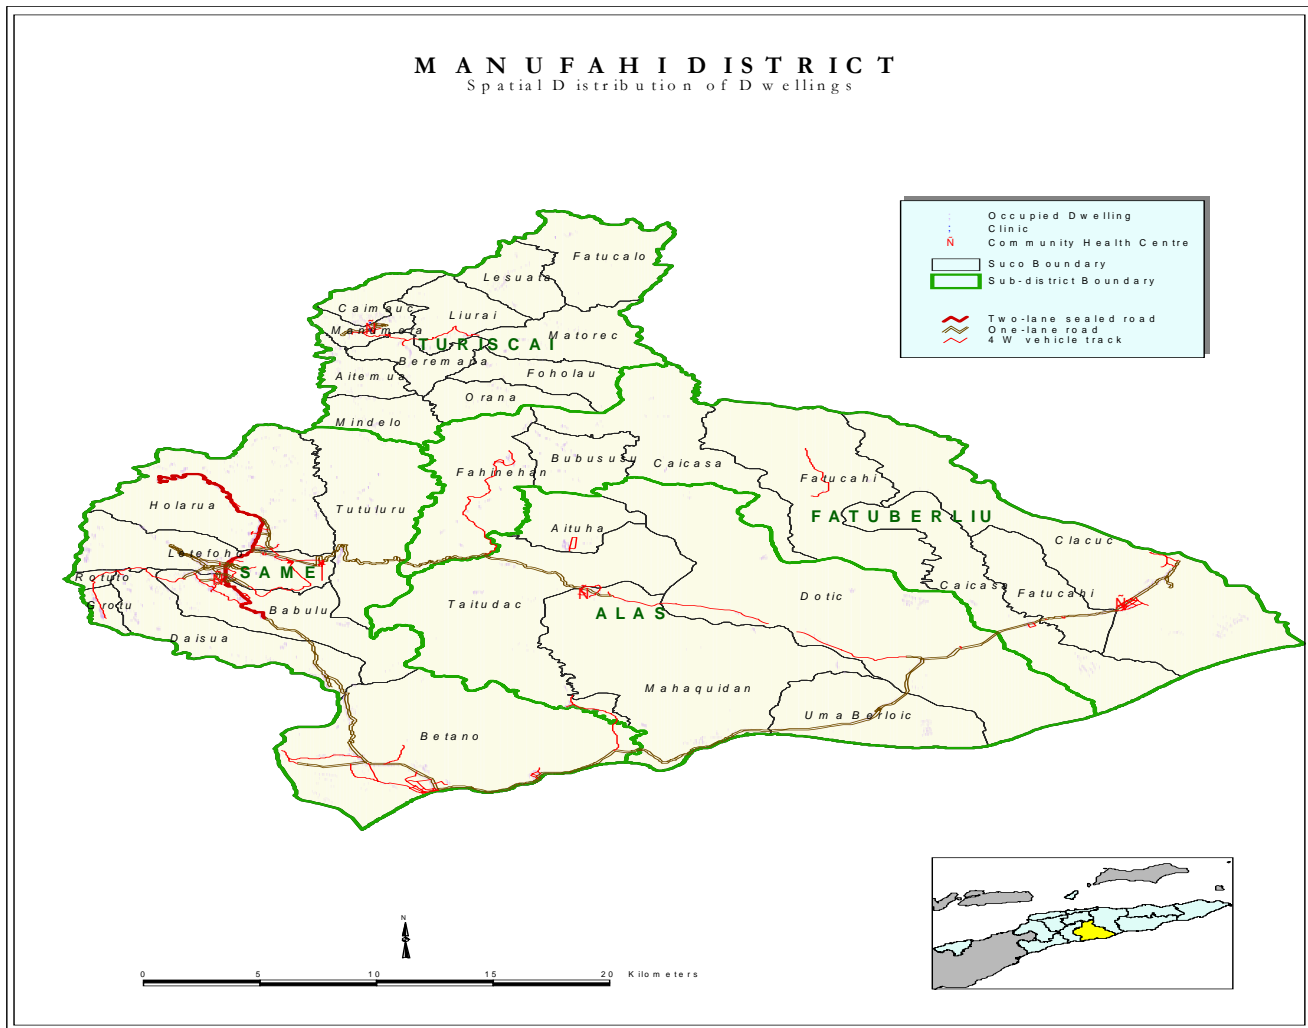 MANUFAHI DISTRICT
Spatial Distribution of Dwellings
Occupied Dwelling
Clinic
Ñ Community Health Centre
Suco Boundary
Sub-district Boundary
Two-lane sealed road
One-lane road
4W vehicle track
Fatucalo
Lesuata
Caimauc
Liurai
Manumeta
Matorec
TURISCAI
Beremana
Aitemua
Foholau
Orana
Mindelo
Bubususu
Caicasa
Fahinehan
Fatucahi
Holarua
Tutuluru
FATUBERLIU
Aituha
Clacuc
Letefoho
SAME
Rotuto
Caicasa
Fatucahi
Dotic
Grotu
Babulu
Taitudac
Ñ
ALAS
Ñ
Daisua
Mahaquidan
Uma Berloic
Betano
N
0 5 10 15 20 Kilometers